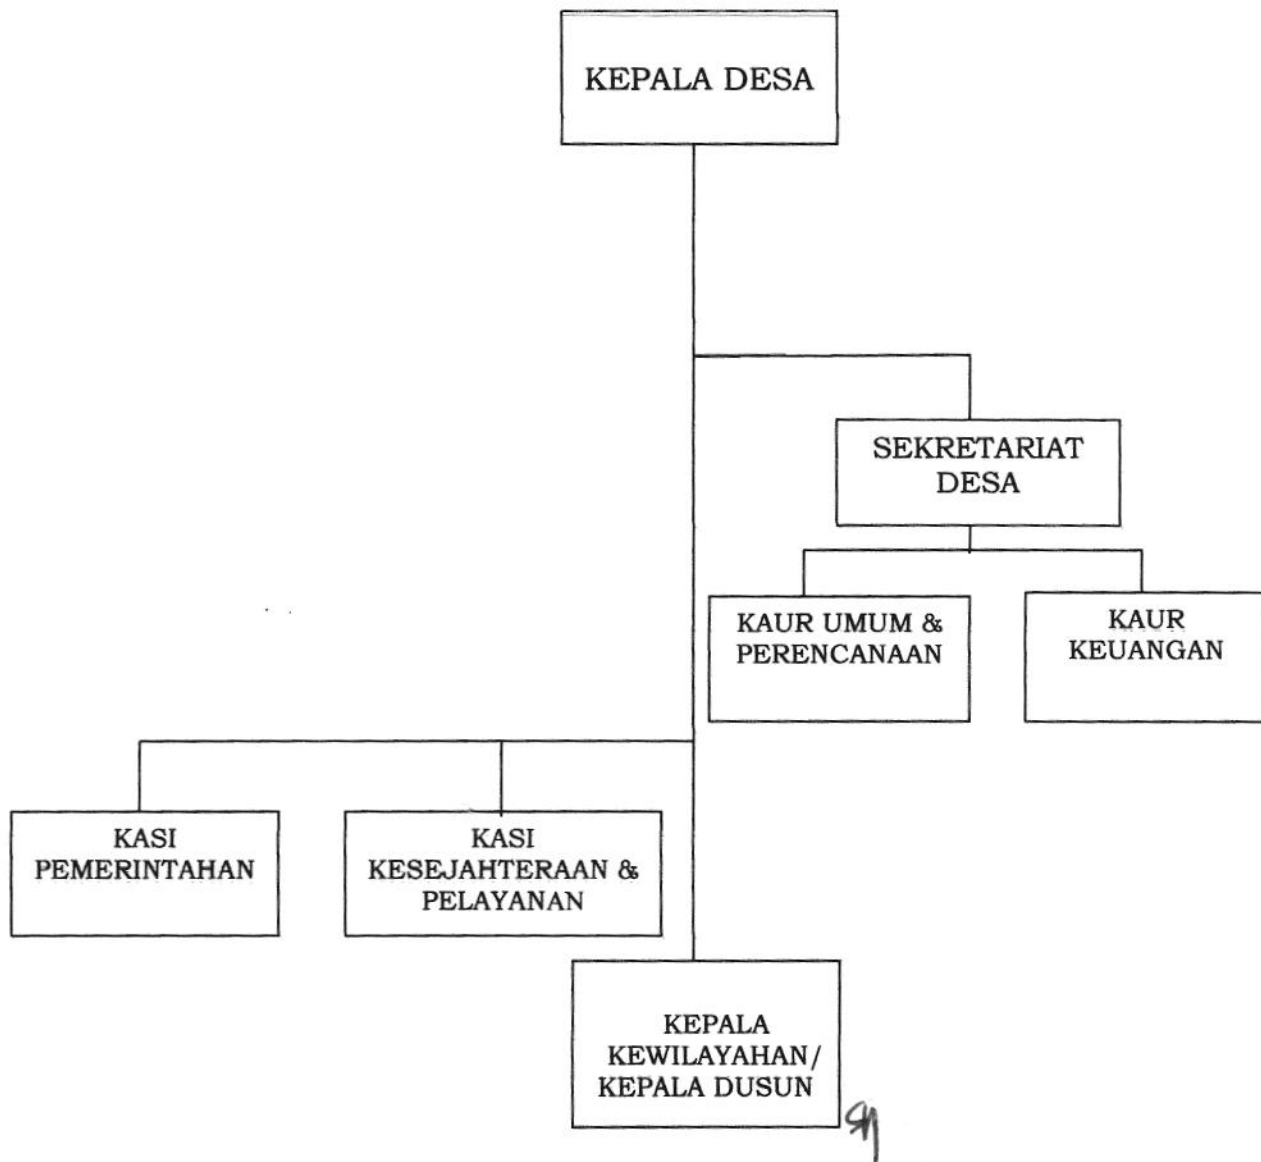 KEPALA DESA
SEKRETARIAT
DESA
KAUR UMUM &
PERENCANAAN
KAUR
KEUANGAN
KASI
PEMERINTAHAN
KASI
KESEJAHTERAAN &
PELAYANAN
KEPALA
KEWILAYAHAN/
KEPALA DUSUN